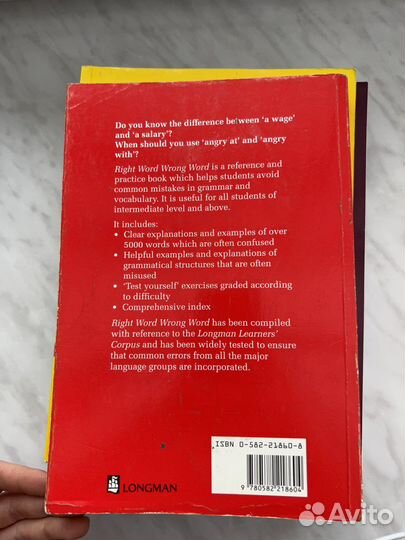 Do you know the difference between 'a wage'
and 'a salary'?
When should you use 'angry at' and 'angry
with'?
Right Word Wrong Word is a reference and
practice book which helps students avoid
common mistakes in grammar and
vocabulary. It is useful for all students of
intermediate level and above.
It includes:
• Clear explanations and examples of over
5000 words which are often confused
• Helpful examples and explanations of
grammatical structures that are often
misused
• 'Test yourself' exercises graded according
to difficulty
• Comprehensive index
Right Word Wrong Word has been compiled
with reference to the Longman Learners'
Corpus and has been widely tested to ensure
that common errors from all the major
language groups are incorporated.
ISBN 0-582-21860-8
9 780582 218604
LONGMAN
Avito